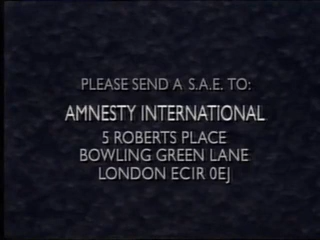 PLEASE SEND A S.A.E. TO:
AMNESTY INTERNATIONAL
5 ROBERTS PLACE
BOWLING GREEN LANE
LONDON EC1R 0EJ